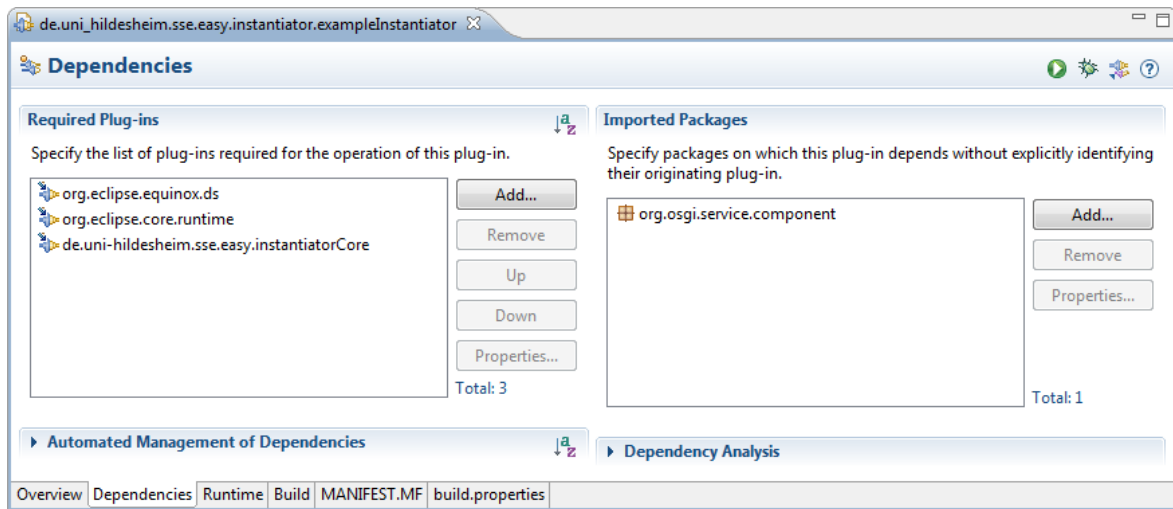 de.uni_hildesheim.sse.easy.instantiator.exampleInstantiator
Dependencies
Required Plug-ins
Specify the list of plug-ins required for the operation of this plug-in.
org.eclipse.equinox.ds
org.eclipse.core.runtime
de.uni-hildesheim.sse.easy.instantiatorCore
Add...
Remove
Up
Down
Properties...
Total: 3
Imported Packages
Specify packages on which this plug-in depends without explicitly identifying
their originating plug-in.
org.osgi.service.component
Add...
Remove
Properties...
Total: 1
Automated Management of Dependencies
Dependency Analysis
Overview Dependencies Runtime Build MANIFEST.MF build.properties